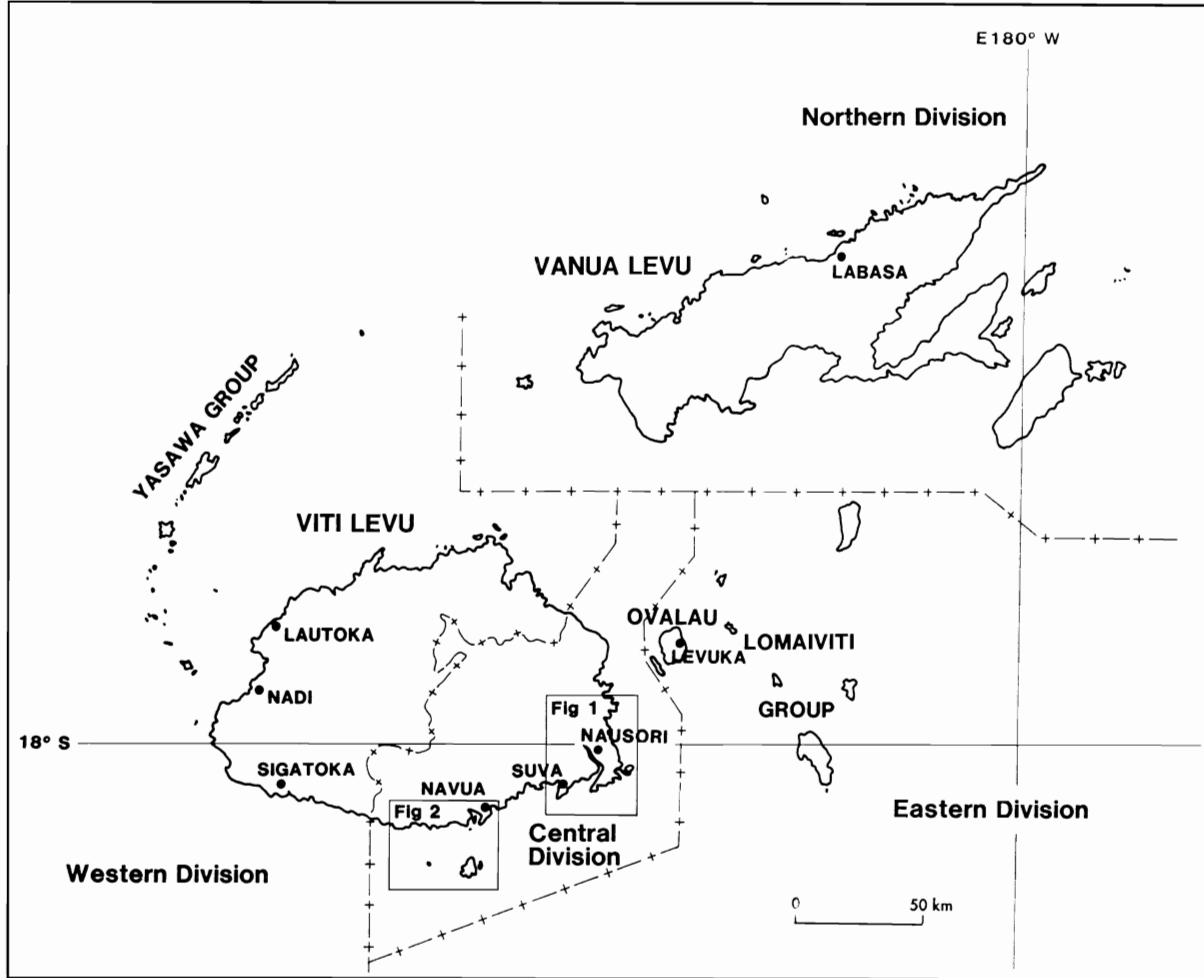 E180° W
Northern Division
VANUA LEVU
LABASA
YASAWA GROUP
VITI LEVU
OVALAU
LEVUKA
LOMAIVITI
GROUP
LAUTOKA
NADI
Fig 1
NAUSORI
18° S
SIGATOKA
SUVA
NAVUA
Fig 2
Central
Division
Eastern Division
Western Division
0 50 km